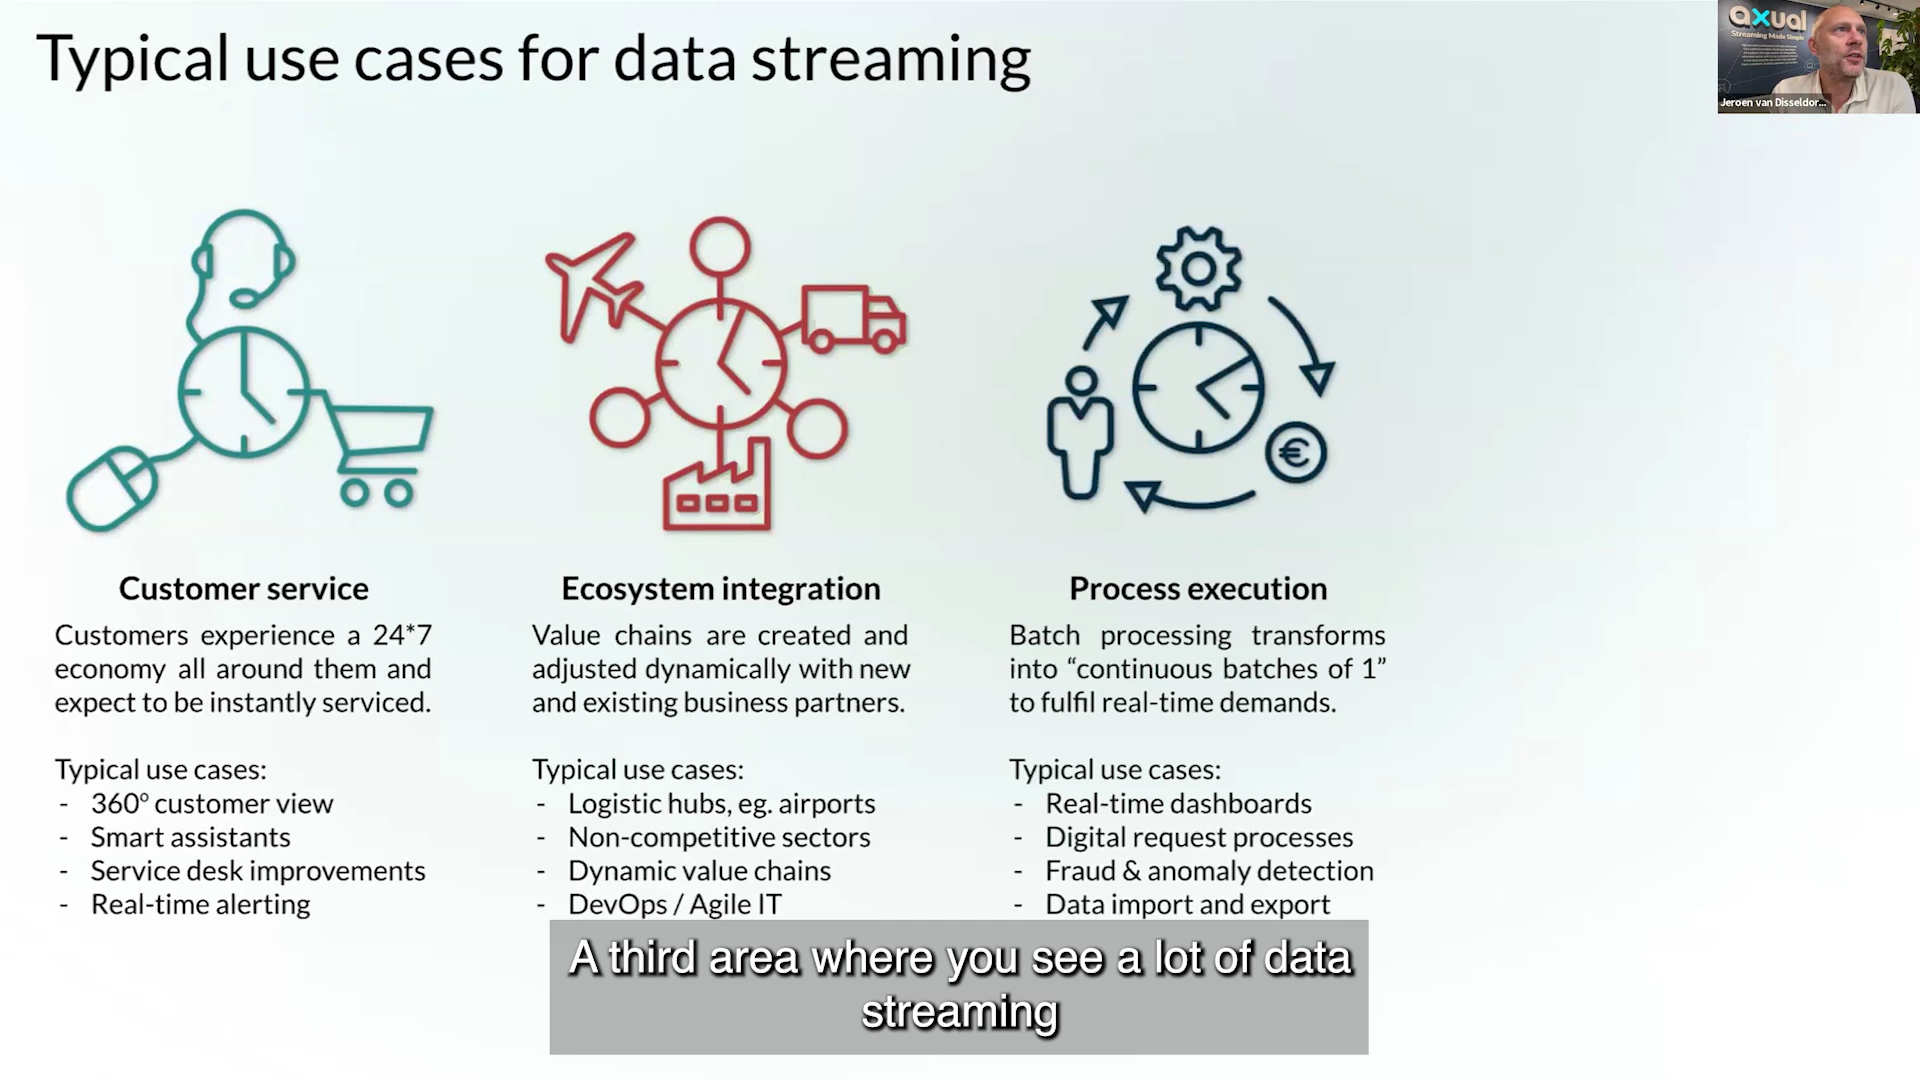 Typical use cases for data streaming
axual
Streaming Made Simple
Jeroen van Disseldor...
€
Customer service
Customers experience a 24*7
economy all around them and
expect to be instantly serviced.
Typical use cases:
- 360º customer view
- Smart assistants
- Service desk improvements
- Real-time alerting
Ecosystem integration
Value chains are created and
adjusted dynamically with new
and existing business partners.
Typical use cases:
- Logistic hubs, eg. airports
- Non-competitive sectors
- Dynamic value chains
- DevOps / Agile IT
Process execution
Batch processing transforms
into “continuous batches of 1”
to fulfil real-time demands.
Typical use cases:
- Real-time dashboards
- Digital request processes
- Fraud & anomaly detection
- Data import and export
A third area where you see a lot of data
streaming